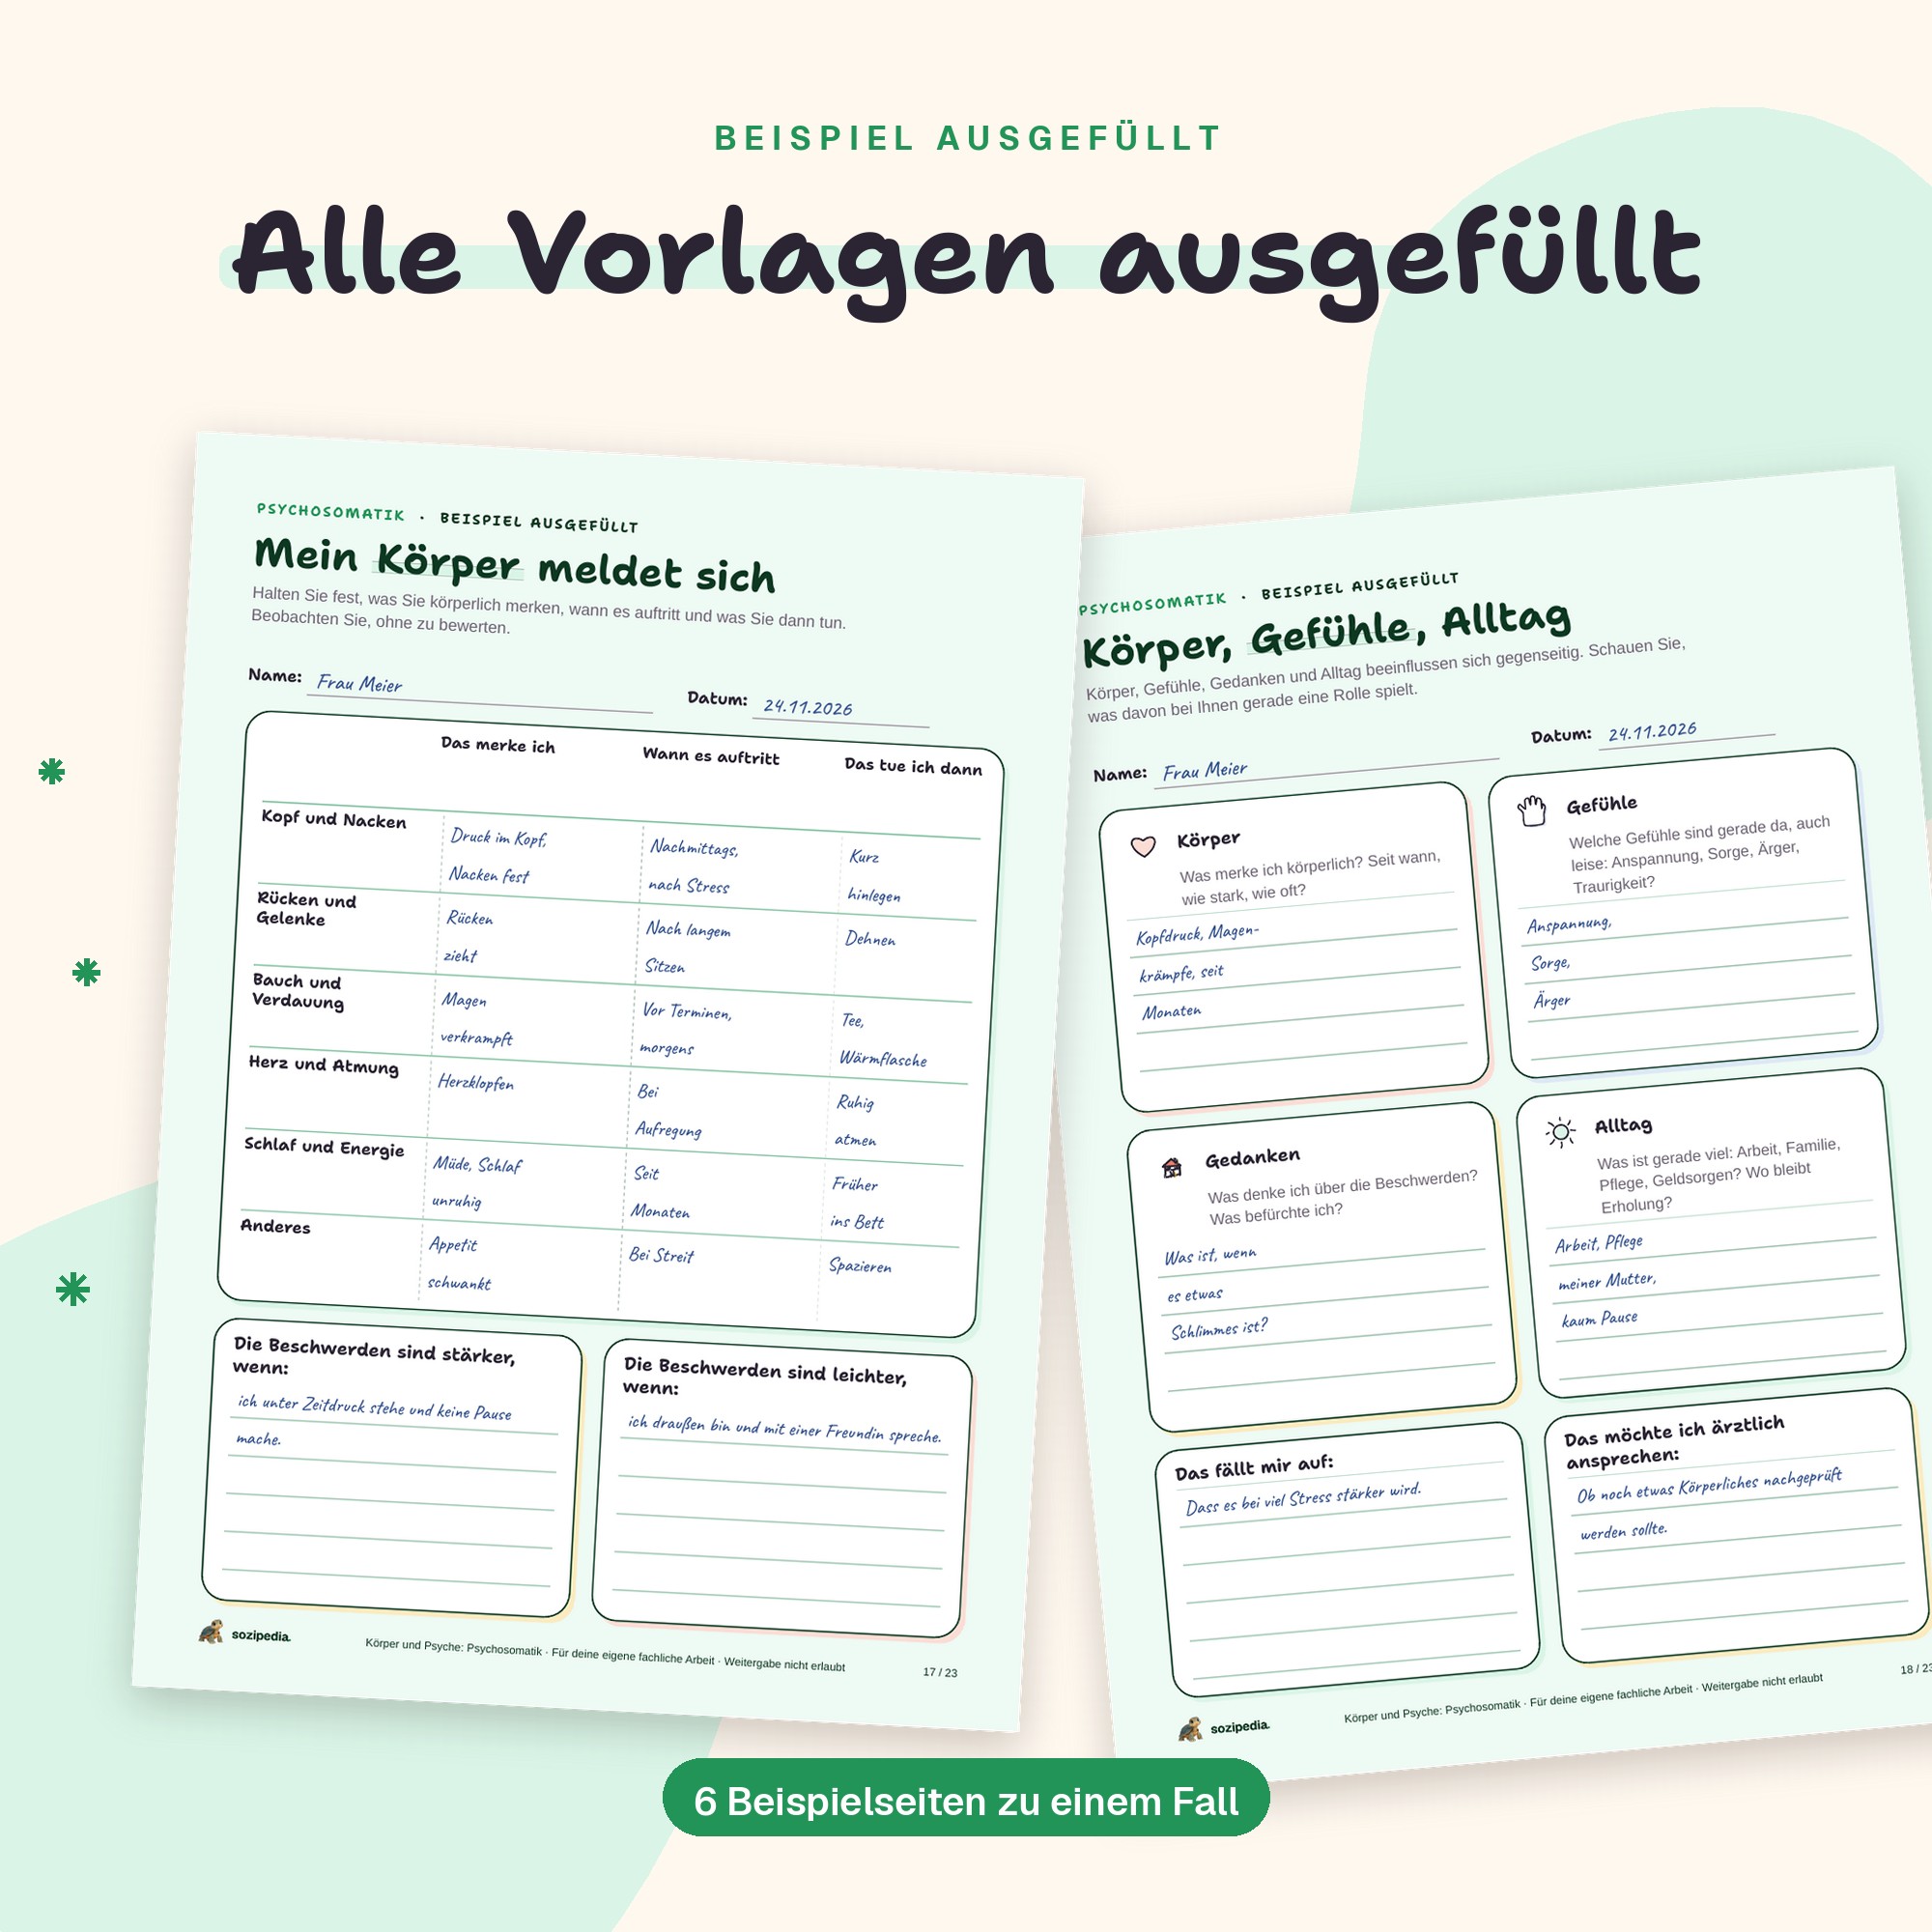 BEISPIEL AUSGEFÜLLT
Alle Vorlagen ausgefüllt
PSYCHOSOMATIK · BEISPIEL AUSGEFÜLLT
Mein Körper meldet sich
Halten Sie fest, was Sie körperlich merken, wann es auftritt und was Sie dann tun.
Beobachten Sie, ohne zu bewerten.
Name: Frau Meier Datum: 24.11.2026
Das merke ich Wann es auftritt Das tue ich dann
Kopf und Nacken
Druck im Kopf,
Nacken fest
Nachmittags,
nach Stress
Kurz
hinlegen
Rücken und
Gelenke
Rücken
zieht
Nach langem
Sitzen
Dehnen
Bauch und
Verdauung
Magen
verkrampft
Vor Terminen,
morgens
Tee,
Wärmflasche
Herz und Atmung
Herzklopfen
Bei
Aufregung
Ruhig
atmen
Schlaf und Energie
Müde, Schlaf
unruhig
Seit
Monaten
Früher
ins Bett
Anderes
Appetit
schwankt
Bei Streit
Spazieren
Die Beschwerden sind stärker,
wenn:
ich unter Zeitdruck stehe und keine Pause
mache.
Die Beschwerden sind leichter,
wenn:
ich draußen bin und mit einer Freundin spreche.
sozipedia.
Körper und Psyche: Psychosomatik · Für deine eigene fachliche Arbeit · Weitergabe nicht erlaubt
17 / 23
PSYCHOSOMATIK · BEISPIEL AUSGEFÜLLT
Körper, Gefühle, Alltag
Körper, Gefühle, Gedanken und Alltag beeinflussen sich gegenseitig. Schauen Sie,
was davon bei Ihnen gerade eine Rolle spielt.
Name: Frau Meier Datum: 24.11.2026
Körper
Was merke ich körperlich? Seit wann,
wie stark, wie oft?
Kopfdruck, Magen-
krämpfe, seit
Monaten
Gefühle
Welche Gefühle sind gerade da, auch
leise: Anspannung, Sorge, Ärger,
Traurigkeit?
Anspannung,
Sorge,
Ärger
Gedanken
Was denke ich über die Beschwerden?
Was befürchte ich?
Was ist, wenn
es etwas
Schlimmes ist?
Alltag
Was ist gerade viel: Arbeit, Familie,
Pflege, Geldsorgen? Wo bleibt
Erholung?
Arbeit, Pflege
meiner Mutter,
kaum Pause
Das fällt mir auf:
Dass es bei viel Stress stärker wird.
Das möchte ich ärztlich
ansprechen:
Ob noch etwas Körperliches nachgeprüft
werden sollte.
sozipedia.
Körper und Psyche: Psychosomatik · Für deine eigene fachliche Arbeit · Weitergabe nicht erlaubt
18 / 23
6 Beispielseiten zu einem Fall